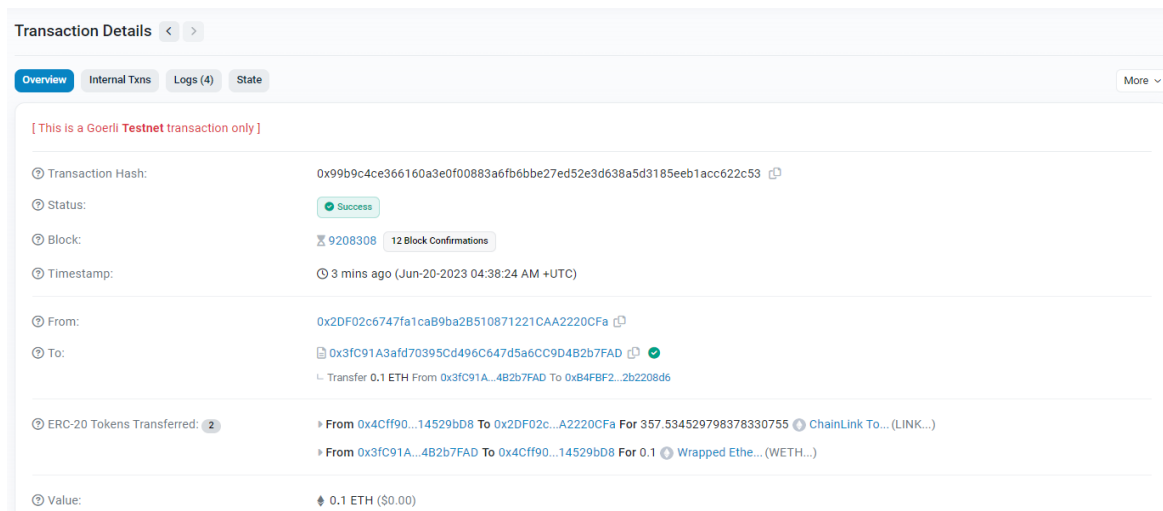 Transaction Details < >
Overview Internal Txns Logs (4) State More
[ This is a Goerli Testnet transaction only ]
Transaction Hash: 0x99b9c4ce366160a3e0f00883a6fb6bbe27ed52e3d638a5d3185eeb1acc622c53
Status: Success
Block: 9208308 12 Block Confirmations
Timestamp: 3 mins ago (Jun-20-2023 04:38:24 AM +UTC)
From: 0x2DF02c6747fa1caB9ba2B510871221CAA2220CFa
To: 0x3fC91A3afd70395Cd496C647d5a6CC9D4B2b7FAD
Transfer 0.1 ETH From 0x3fC91A...4B2b7FAD To 0xB4FBF2...2b2208d6
ERC-20 Tokens Transferred: 2 From 0x4Cff90...14529bD8 To 0x2DF02c...A2220CFa For 357.534529798378330755 ChainLink To... (LINK...)
From 0x3fC91A...4B2b7FAD To 0x4Cff90...14529bD8 For 0.1 Wrapped Ethe... (WETH...)
Value: 0.1 ETH ($0.00)